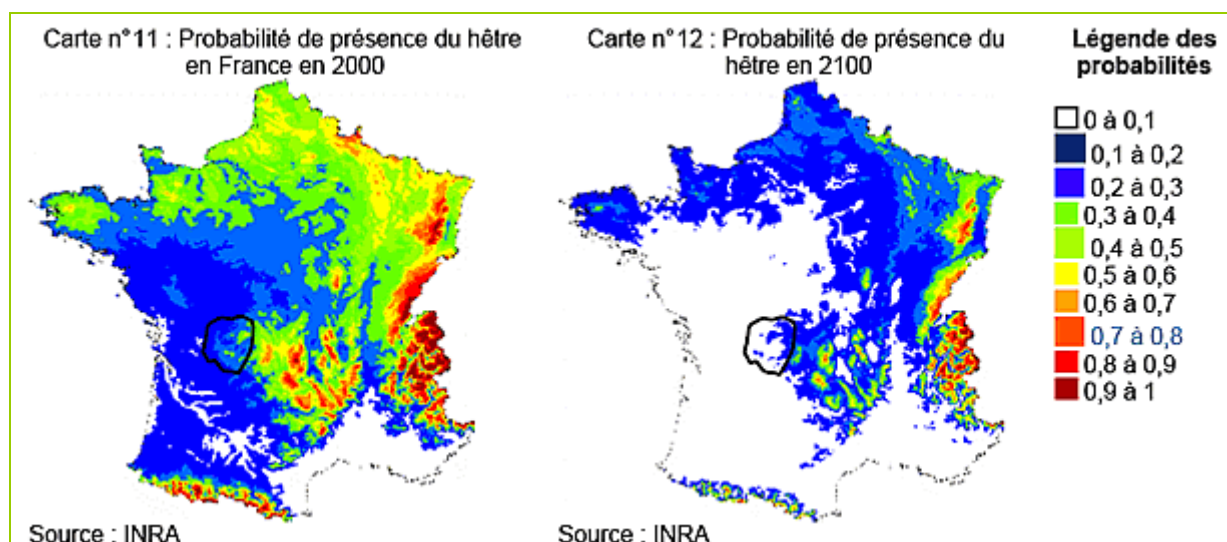 Carte n°11 : Probabilité de présence du hêtre
en France en 2000
Carte n°12 : Probabilité de présence du
hêtre en 2100
Légende des
probabilités
0 à 0,1
0,1 à 0,2
0,2 à 0,3
0,3 à 0,4
0,4 à 0,5
0,5 à 0,6
0,6 à 0,7
0,7 à 0,8
0,8 à 0,9
0,9 à 1
Source : INRA
Source : INRA